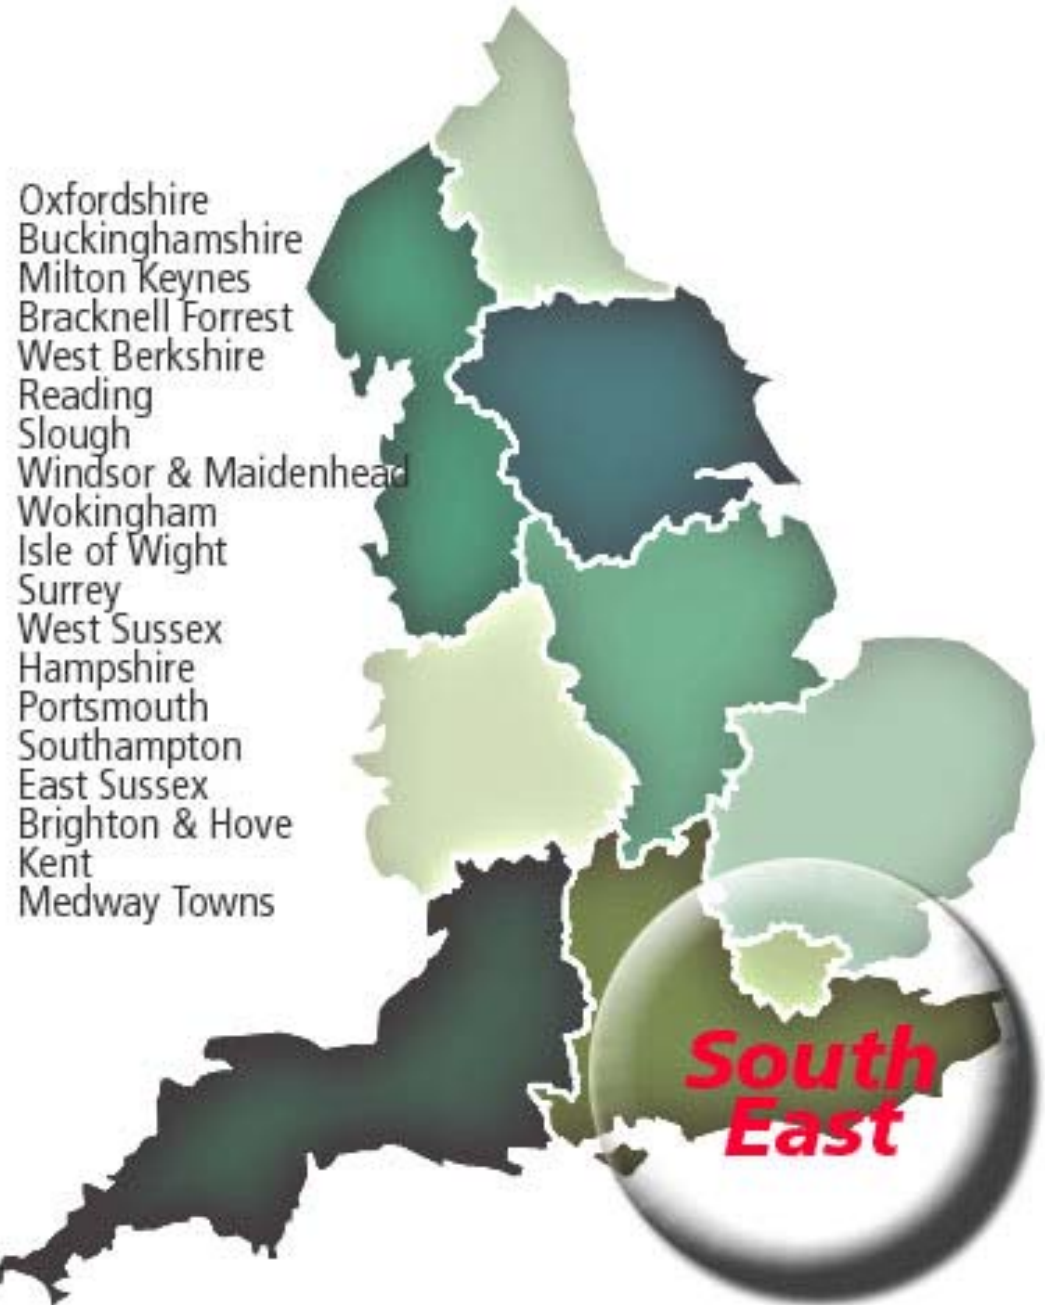 Oxfordshire
Buckinghamshire
Milton Keynes
Bracknell Forrest
West Berkshire
Reading
Slough
Windsor & Maidenhead
Wokingham
Isle of Wight
Surrey
West Sussex
Hampshire
Portsmouth
Southampton
East Sussex
Brighton & Hove
Kent
Medway Towns
South
East